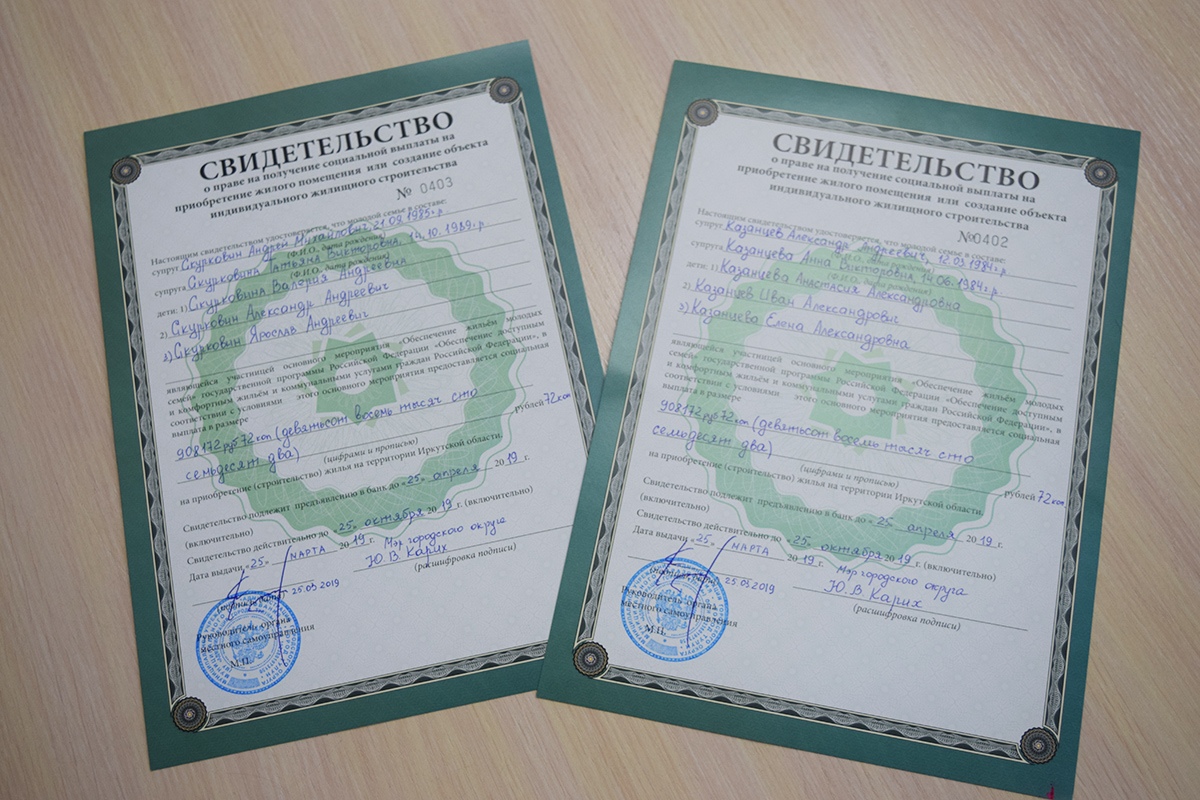 СВИДЕТЕЛЬСТВО
о праве на получение социальной выплаты на
приобретение жилого помещения или создание объекта
индивидуального жилищного строительства
№ 0403
Настоящим свидетельством удостоверяется, что молодой семье в составе:
супруг Скурковин Андрей Михайлович, 21.09.1985г.р
(Ф.И.О., дата рождения)
супруга Скурковина Татьяна Викторовна, 14.10.1989г.р
(Ф.И.О., дата рождения)
дети: 1) Скурковина Валерия Андреевна
2) Скурковин Александр Андреевич
3) Скурковин Ярослав Андреевич
являющейся участницей основного мероприятия «Обеспечение жильём молодых
семей» государственной программы Российской Федерации «Обеспечение доступным
и комфортным жильём и коммунальными услугами граждан Российской Федерации», в
соответствии с условиями этого основного мероприятия предоставляется социальная
выплата в размере
908172 руб 72 коп (девятьсот восемь тысяч сто
семьдесят два) рублей 72 коп
(цифрами и прописью)
на приобретение (строительство) жилья на территории Иркутской области.
Свидетельство подлежит предъявлению в банк до «25» апреля 2019 г.
(включительно)
Свидетельство действительно до «25» октября 2019 г. (включительно)
Дата выдачи «25» МАРТА 2019 г.
Мэр городского округа
Ю.В Карих
25.03.2019
(подпись, дата)
(расшифровка подписи)
Руководитель органа
местного самоуправления
М.П.
СВИДЕТЕЛЬСТВО
о праве на получение социальной выплаты на
приобретение жилого помещения или создание объекта
индивидуального жилищного строительства
№0402
Настоящим свидетельством удостоверяется, что молодой семье в составе:
супруг Казанцев Александр Андреевич, 12.03.1984г.р
(Ф.И.О., дата рождения)
супруга Казанцева Анна Викторовна, 14.06.1984г.р
(Ф.И.О., дата рождения)
дети: 1) Казанцева Анастасия Александровна
2) Казанцев Иван Александрович
3) Казанцева Елена Александровна
являющейся участницей основного мероприятия «Обеспечение жильём молодых
семей» государственной программы Российской Федерации «Обеспечение доступным
и комфортным жильём и коммунальными услугами граждан Российской Федерации», в
соответствии с условиями этого основного мероприятия предоставляется социальная
выплата в размере
908172 руб 72 коп (девятьсот восемь тысяч сто
семьдесят два) рублей 72 коп
(цифрами и прописью)
на приобретение (строительство) жилья на территории Иркутской области.
Свидетельство подлежит предъявлению в банк до «25» апреля 2019 г.
(включительно)
Свидетельство действительно до «25» октября 2019 г. (включительно)
Дата выдачи «25» МАРТА 2019 г.
Мэр городского округа
Ю.В Карих
25.03.2019
(подпись, дата)
(расшифровка подписи)
Руководитель органа
местного самоуправления
М.П.